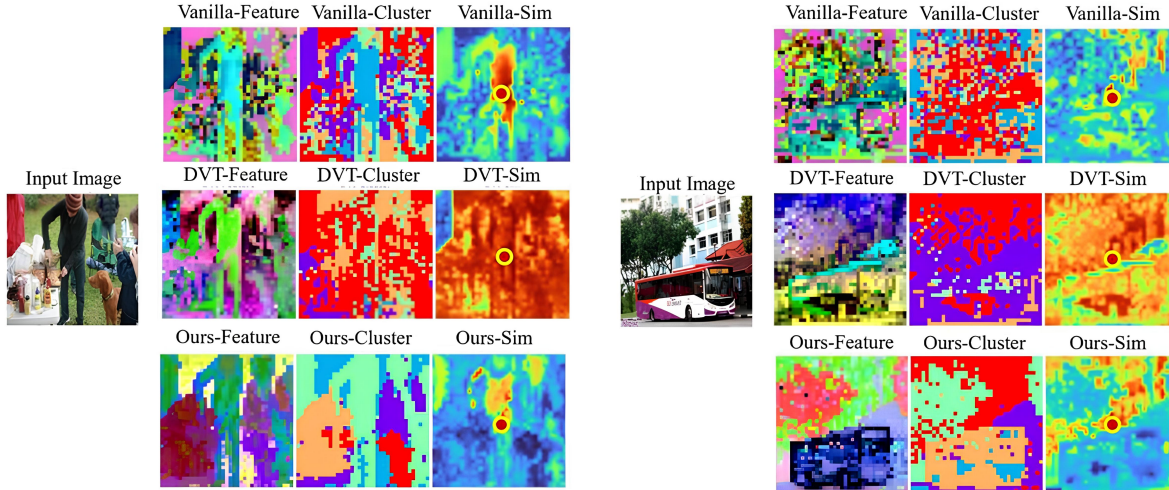 Vanilla-Feature Vanilla-Cluster Vanilla-Sim
DVT-Feature DVT-Cluster DVT-Sim
Input Image
Ours-Feature Ours-Cluster Ours-Sim
Vanilla-Feature Vanilla-Cluster Vanilla-Sim
DVT-Feature DVT-Cluster DVT-Sim
Input Image
Ours-Feature Ours-Cluster Ours-Sim